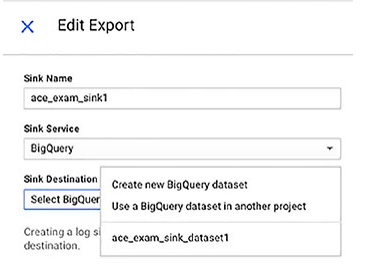 Edit Export
Sink Name
ace_exam_sink1
Sink Service
BigQuery
Sink Destination
Select BigQuer
Create new BigQuery dataset
Use a BigQuery dataset in another project
ace_exam_sink_dataset1
Creating a log si
destination.